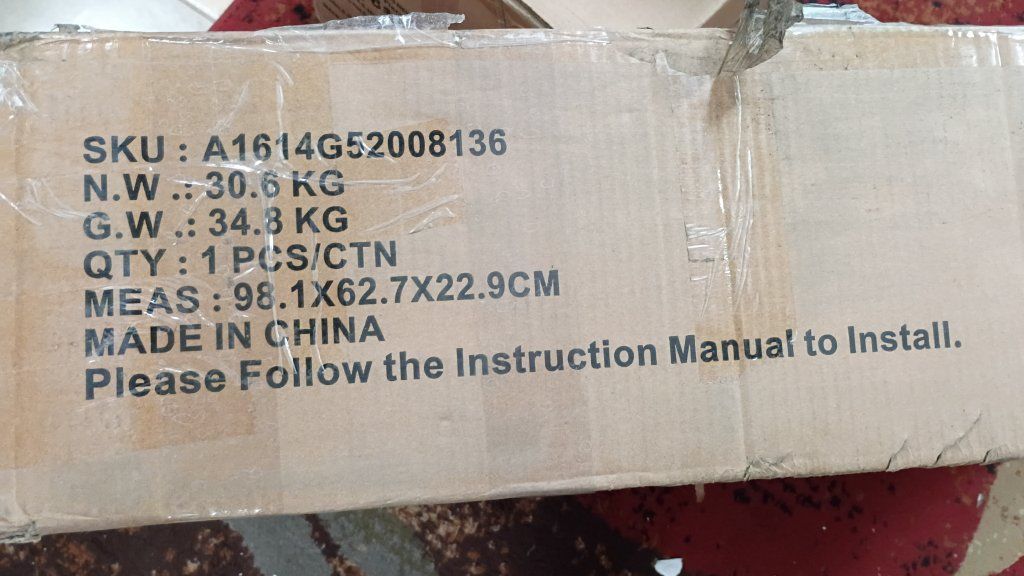 SKU : A1614G52008136
N.W .: 30.6 KG
G.W .: 34.8 KG
QTY : 1 PCS/CTN
MEAS : 98.1X62.7X22.9CM
MADE IN CHINA
Please Follow the Instruction Manual to Install.